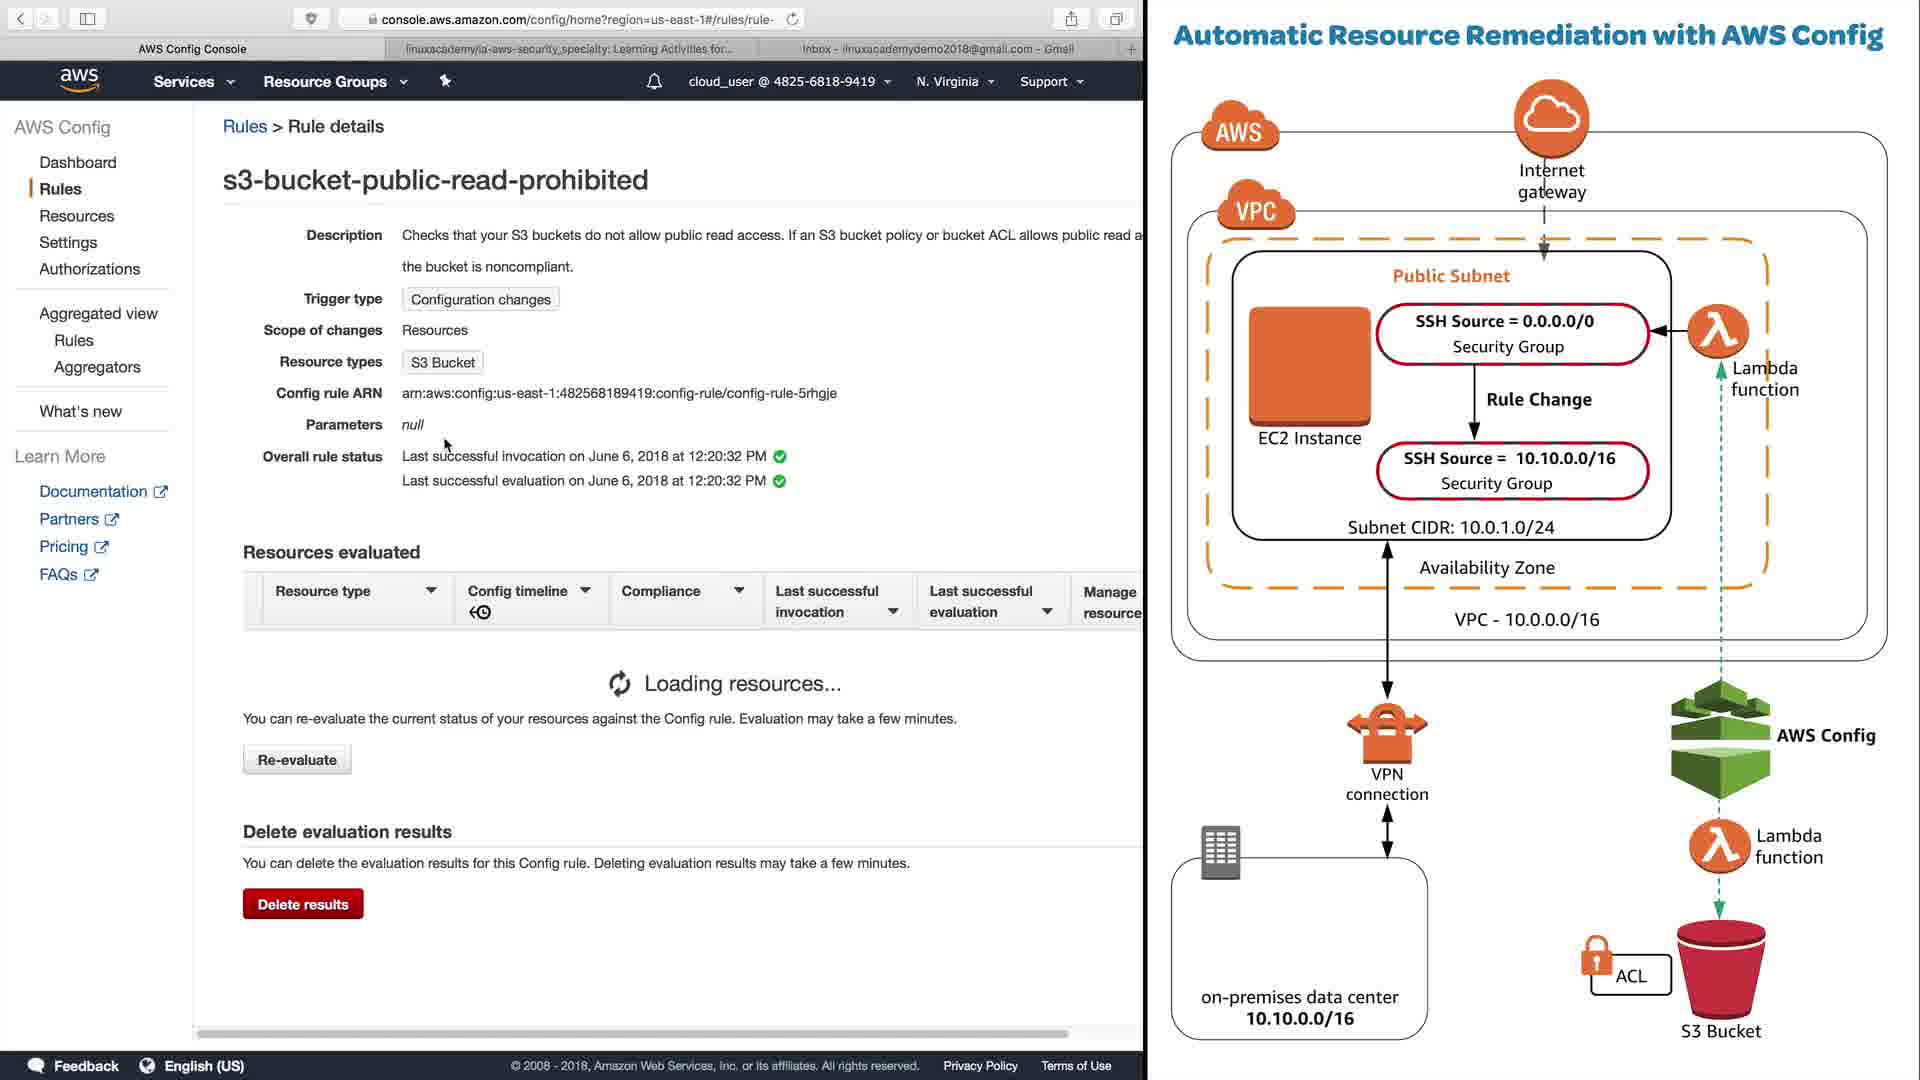 console.aws.amazon.com/config/home?region=us-east-1#/rules/rule-
AWS Config Console
linuxacademy/la-aws-security_specialty: Learning Activities for...
Inbox - linuxacademydemo2018@gmail.com - Gmail
aws
Services
Resource Groups
cloud_user @ 4825-6818-9419
N. Virginia
Support
AWS Config
Dashboard
Rules
Resources
Settings
Authorizations
Aggregated view
Rules
Aggregators
What's new
Learn More
Documentation
Partners
Pricing
FAQs
Rules > Rule details
s3-bucket-public-read-prohibited
Description Checks that your S3 buckets do not allow public read access. If an S3 bucket policy or bucket ACL allows public read a
the bucket is noncompliant.
Trigger type Configuration changes
Scope of changes Resources
Resource types S3 Bucket
Config rule ARN arn:aws:config:us-east-1:482568189419:config-rule/config-rule-5rhgje
Parameters null
Overall rule status Last successful invocation on June 6, 2018 at 12:20:32 PM
Last successful evaluation on June 6, 2018 at 12:20:32 PM
Resources evaluated
Resource type
Config timeline
Compliance
Last successful invocation
Last successful evaluation
Manage resource
Loading resources...
You can re-evaluate the current status of your resources against the Config rule. Evaluation may take a few minutes.
Re-evaluate
Delete evaluation results
You can delete the evaluation results for this Config rule. Deleting evaluation results may take a few minutes.
Delete results
Feedback
English (US)
© 2008 - 2018, Amazon Web Services, Inc. or its affiliates. All rights reserved.
Privacy Policy
Terms of Use
Automatic Resource Remediation with AWS Config
AWS
Internet
gateway
VPC
Public Subnet
SSH Source = 0.0.0.0/0
Security Group
Lambda
function
Rule Change
EC2 Instance
SSH Source = 10.10.0.0/16
Security Group
Subnet CIDR: 10.0.1.0/24
Availability Zone
VPC - 10.0.0.0/16
AWS Config
VPN
connection
Lambda
function
ACL
on-premises data center
10.10.0.0/16
S3 Bucket